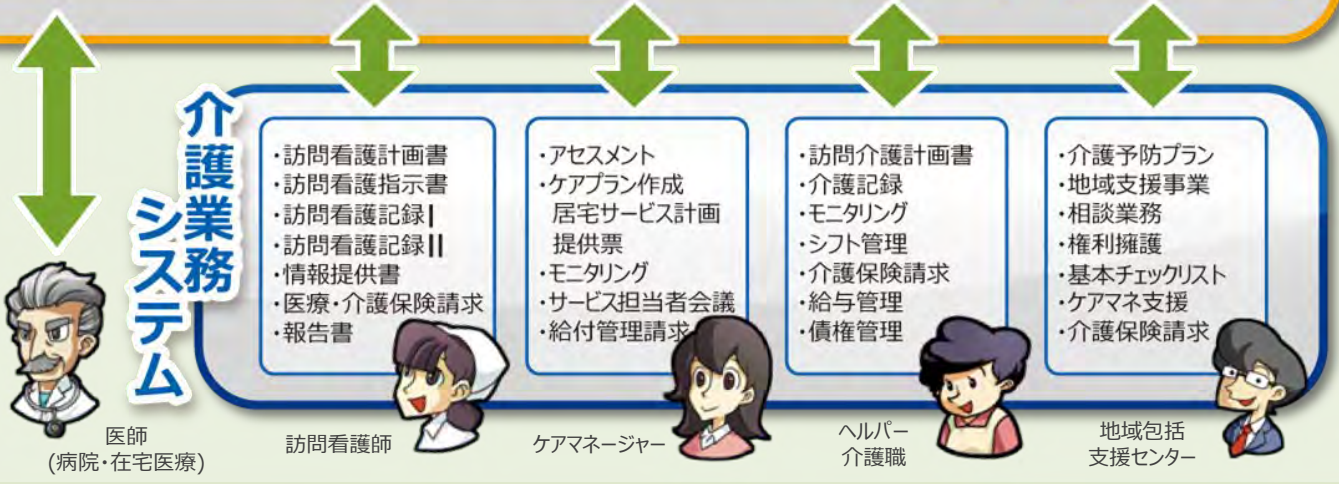 介護業務
システム
・訪問看護計画書
・訪問看護指示書
・訪問看護記録Ⅰ
・訪問看護記録Ⅱ
・情報提供書
・医療・介護保険請求
・報告書
・アセスメント
・ケアプラン作成
居宅サービス計画
提供票
・モニタリング
・サービス担当者会議
・給付管理請求
・訪問介護計画書
・介護記録
・モニタリング
・シフト管理
・介護保険請求
・給与管理
・債権管理
・介護予防プラン
・地域支援事業
・相談業務
・権利擁護
・基本チェックリスト
・ケアマネ支援
・介護保険請求
医師
(病院・在宅医療)
訪問看護師
ケアマネージャー
ヘルパー
介護職
地域包括
支援センター